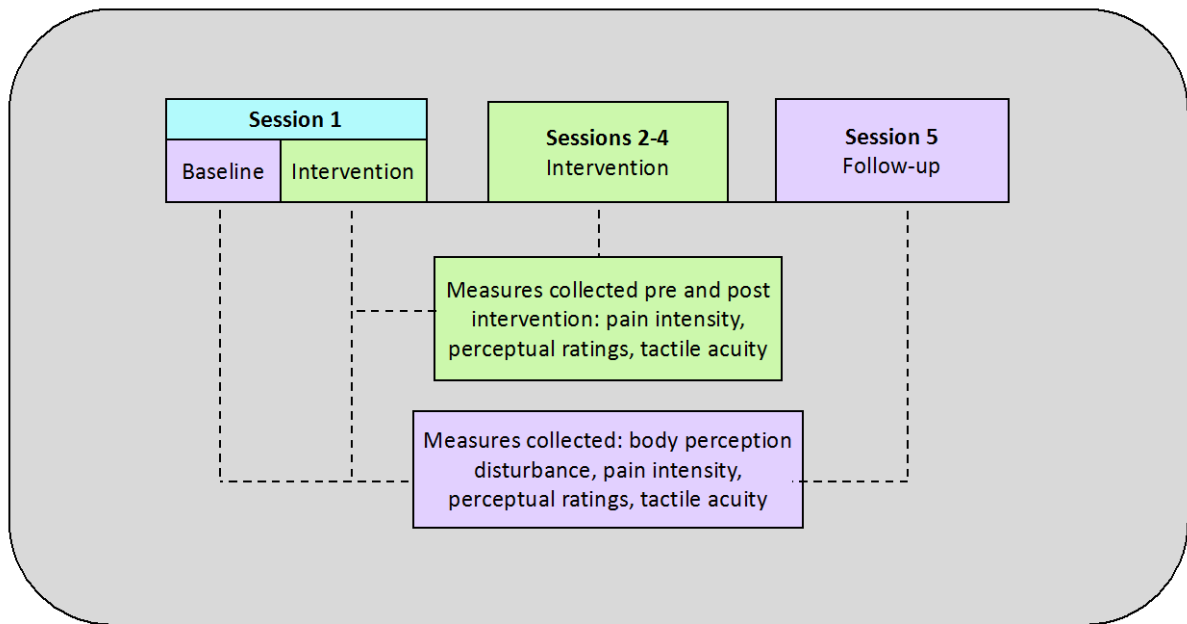 Session 1
Baseline
Intervention
Sessions 2-4
Intervention
Session 5
Follow-up
Measures collected pre and post
intervention: pain intensity,
perceptual ratings, tactile acuity
Measures collected: body perception
disturbance, pain intensity,
perceptual ratings, tactile acuity